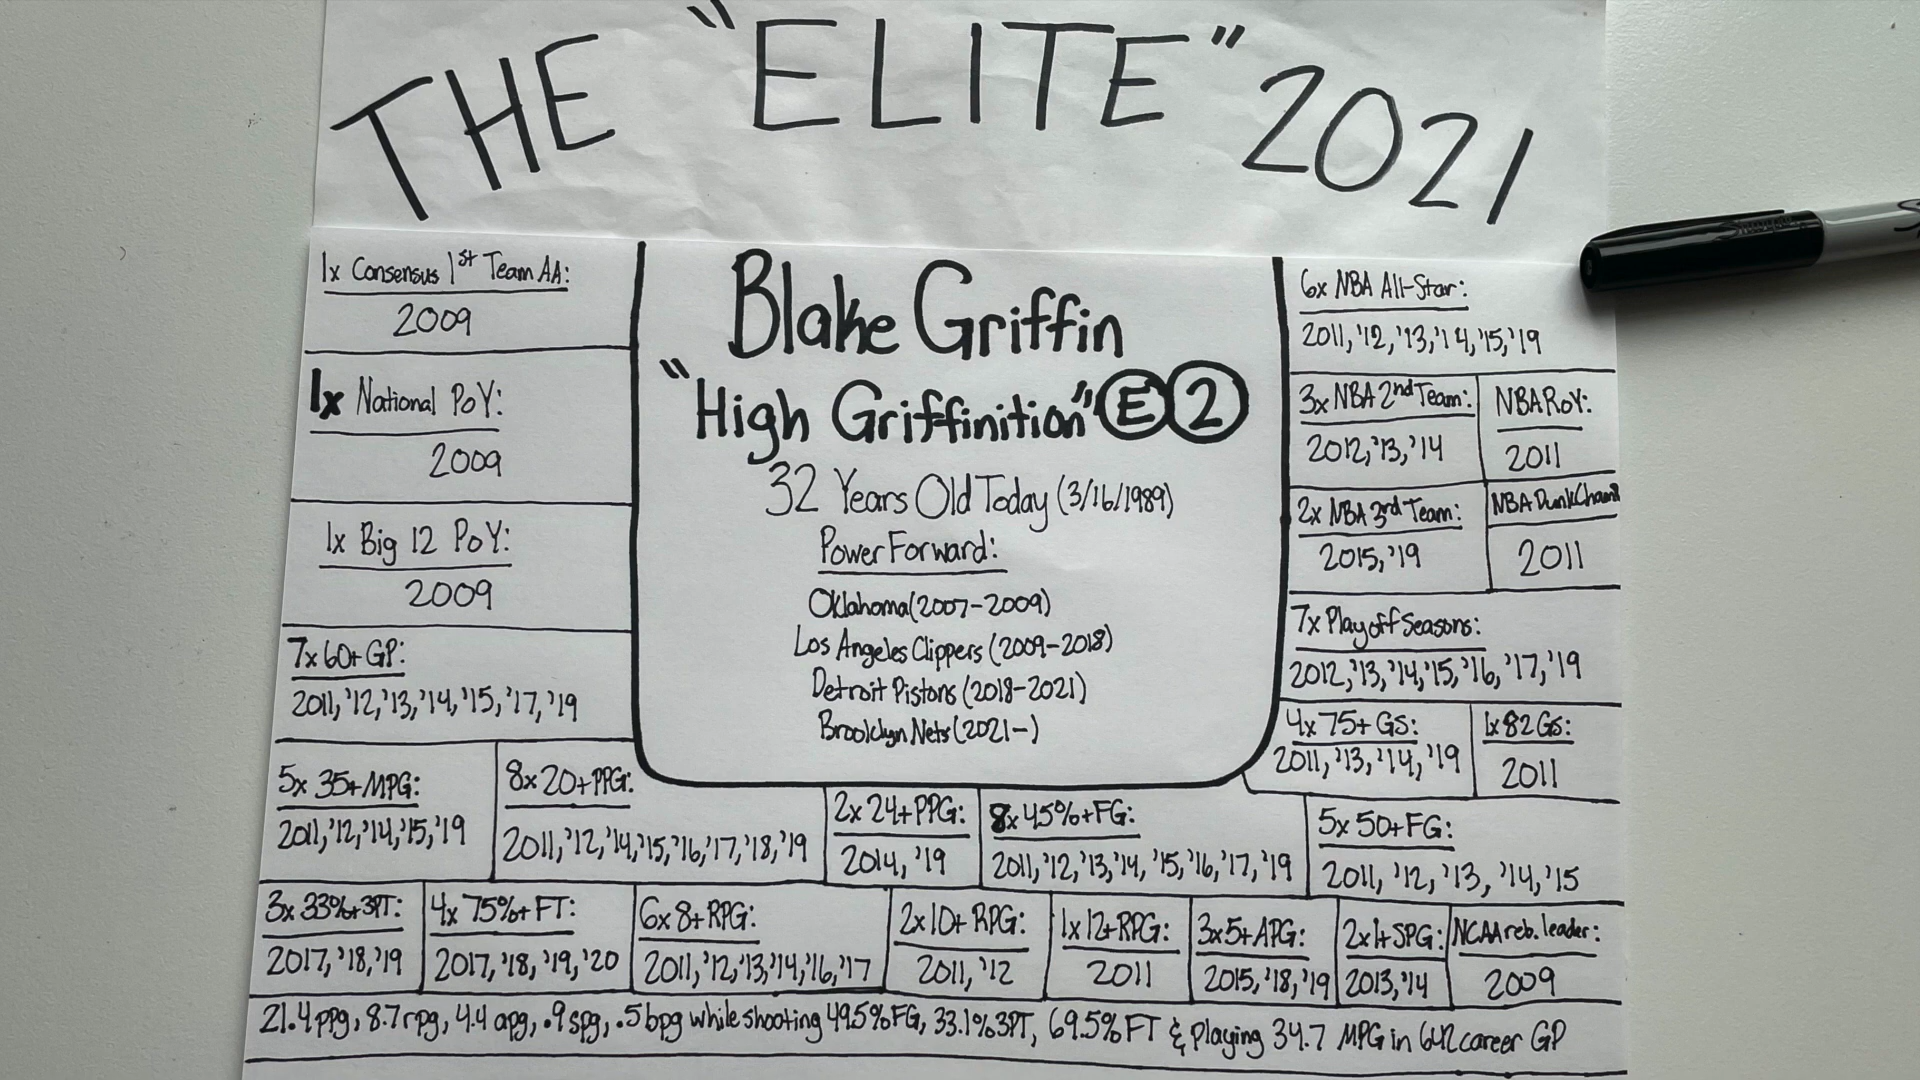 THE "ELITE" 2021
1x Consensus 1st Team AA:
2009
1x National PoY:
2009
1x Big 12 PoY:
2009
7x 60+ GP:
2011, '12, '13, '14, '15, '17, '19
Blake Griffin
"High Griffinition" E 2
32 Years Old Today (3/16/1989)
Power Forward:
Oklahoma (2007-2009)
Los Angeles Clippers (2009-2018)
Detroit Pistons (2018-2021)
Brooklyn Nets (2021-)
6x NBA All-Star:
2011, '12, '13, '14, '15, '19
3x NBA 2nd Team:
2012, '13, '14
NBA RoY:
2011
2x NBA 3rd Team:
2015, '19
NBA Dunk Champ
2011
7x Playoff Seasons:
2012, '13, '14, '15, '16, '17, '19
4x 75+ GS:
2011, '13, '14, '19
1x 82 GS:
2011
5x 35+ MPG:
2011, '12, '14, '15, '19
8x 20+ PPG:
2011, '12, '14, '15, '16, '17, '18, '19
2x 24+ PPG:
2014, '19
8x 45%+ FG:
2011, '12, '13, '14, '15, '16, '17, '19
5x 50+ FG:
2011, '12, '13, '14, '15
3x 33%+ 3PT:
2017, '18, '19
4x 75%+ FT:
2017, '18, '19, '20
6x 8+ RPG:
2011, '12, '13, '14, '16, '17
2x 10+ RPG:
2011, '12
1x 12+ RPG:
2011
3x 5+ APG:
2015, '18, '19
2x 1+ SPG:
2013, '14
NCAA reb. leader:
2009
21.4 ppg, 8.7 rpg, 4.4 apg, .9 spg, .5 bpg while shooting 49.5% FG, 33.1% 3PT, 69.5% FT & playing 34.7 MPG in 642 career GP